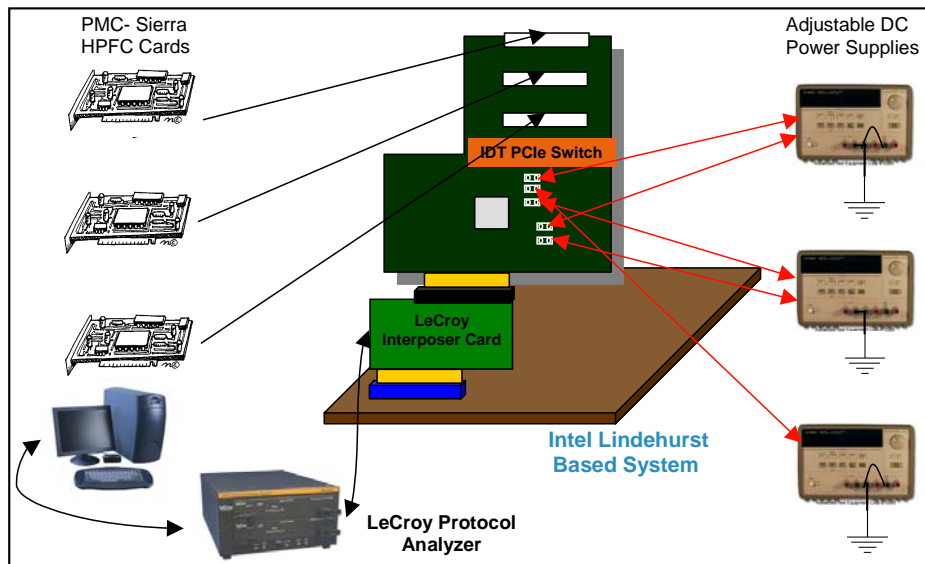 PMC- Sierra
HPFC Cards
Adjustable DC
Power Supplies
IDT PCIe Switch
LeCroy
Interposer Card
Intel Lindehurst
Based System
LeCroy Protocol
Analyzer